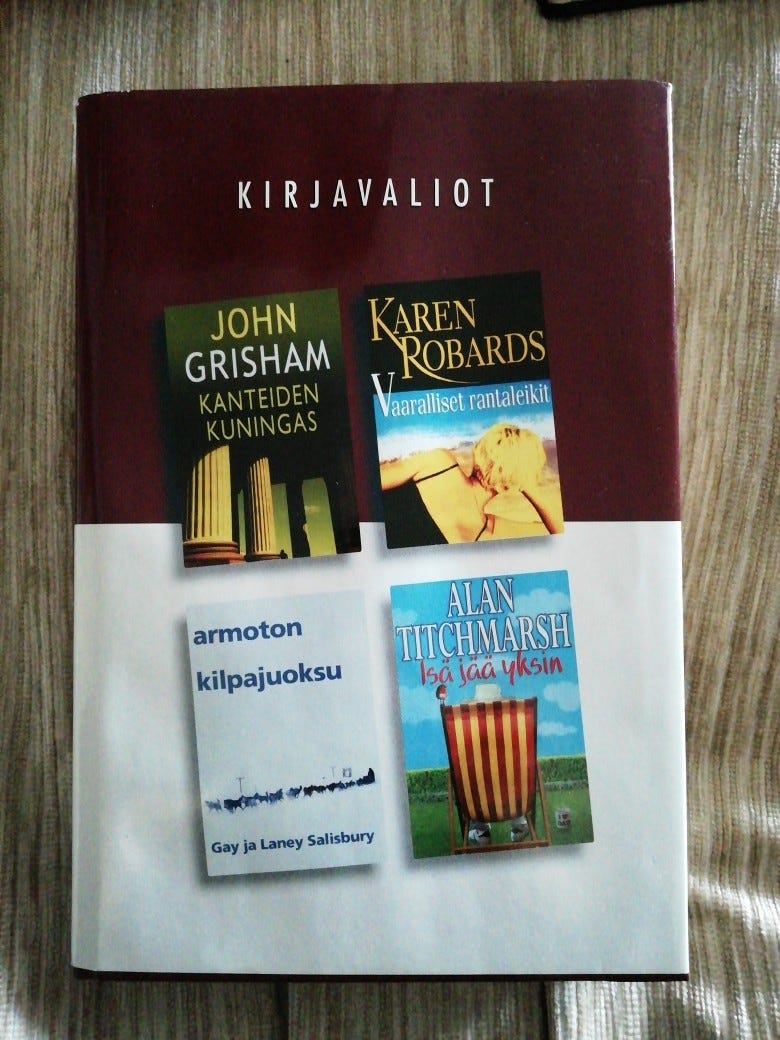 KIRJAVALIOT
JOHN
GRISHAM
KANTEIDEN
KUNINGAS
KAREN
ROBARDS
Vaaralliset rantaleikit
armoton
kilpajuoksu
Gay ja Laney Salisbury
ALAN
TITCHMARSH
Isä jää yksin
I ♥
DAD